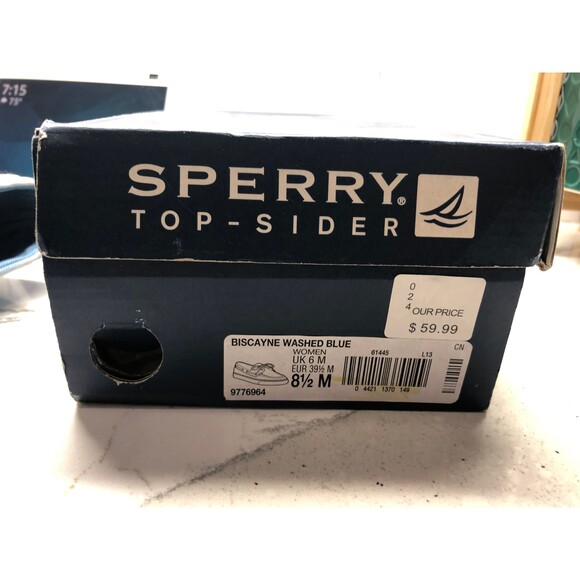 7:15
75°
SPERRY®
TOP-SIDER
0
2
4
OUR PRICE
$ 59.99
BISCAYNE WASHED BLUE
CN
WOMEN
61445
L13
UK 6 M
EUR 39½ M
8½ M
9776964
0 4421 1370 149